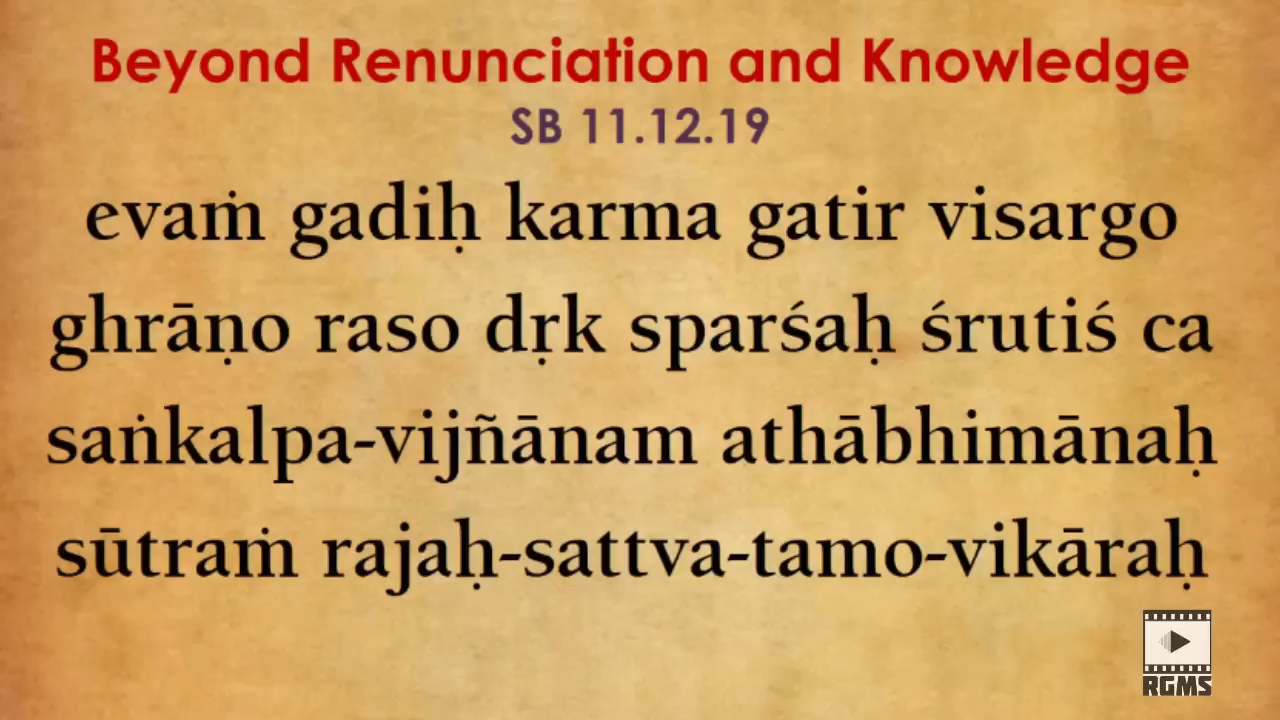 Beyond Renunciation and Knowledge
SB 11.12.19
evaṁ gadiḥ karma gatir visargo
ghrāṇo raso dṛk sparśaḥ śrutiś ca
saṅkalpa-vijñānam athābhimānaḥ
sūtraṁ rajaḥ-sattva-tamo-vikāraḥ
RGMS